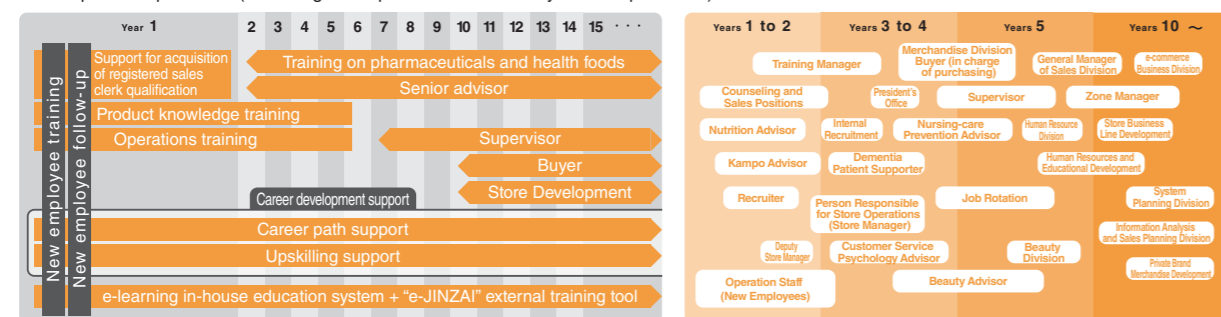 Year 1 2 3 4 5 6 7 8 9 10 11 12 13 14 15 ･･･
New employee training
New employee follow-up
Support for acquisition
of registered sales
clerk qualification
Training on pharmaceuticals and health foods
Senior advisor
Product knowledge training
Operations training
Supervisor
Buyer
Store Development
Career development support
Career path support
Upskilling support
e-learning in-house education system + “e-JINZAI” external training tool
Years 1 to 2
Years 3 to 4
Years 5
Years 10 ～
Training Manager
Merchandise Division
Buyer (in charge
of purchasing)
General Manager
of Sales Division
e-commerce
Business Division
Counseling and
Sales Positions
President's
Office
Supervisor
Zone Manager
Nutrition Advisor
Internal
Recruitment
Nursing-care
Prevention Advisor
Human Resource
Division
Store Business
Line Development
Kampo Advisor
Dementia
Patient Supporter
Human Resources and
Educational Development
Recruiter
Person Responsible
for Store Operations
(Store Manager)
Job Rotation
System
Planning Division
Information Analysis
and Sales Planning Division
Deputy
Store Manager
Customer Service
Psychology Advisor
Beauty
Division
Private Brand
Merchandise Development
Operation Staff
(New Employees)
Beauty Advisor